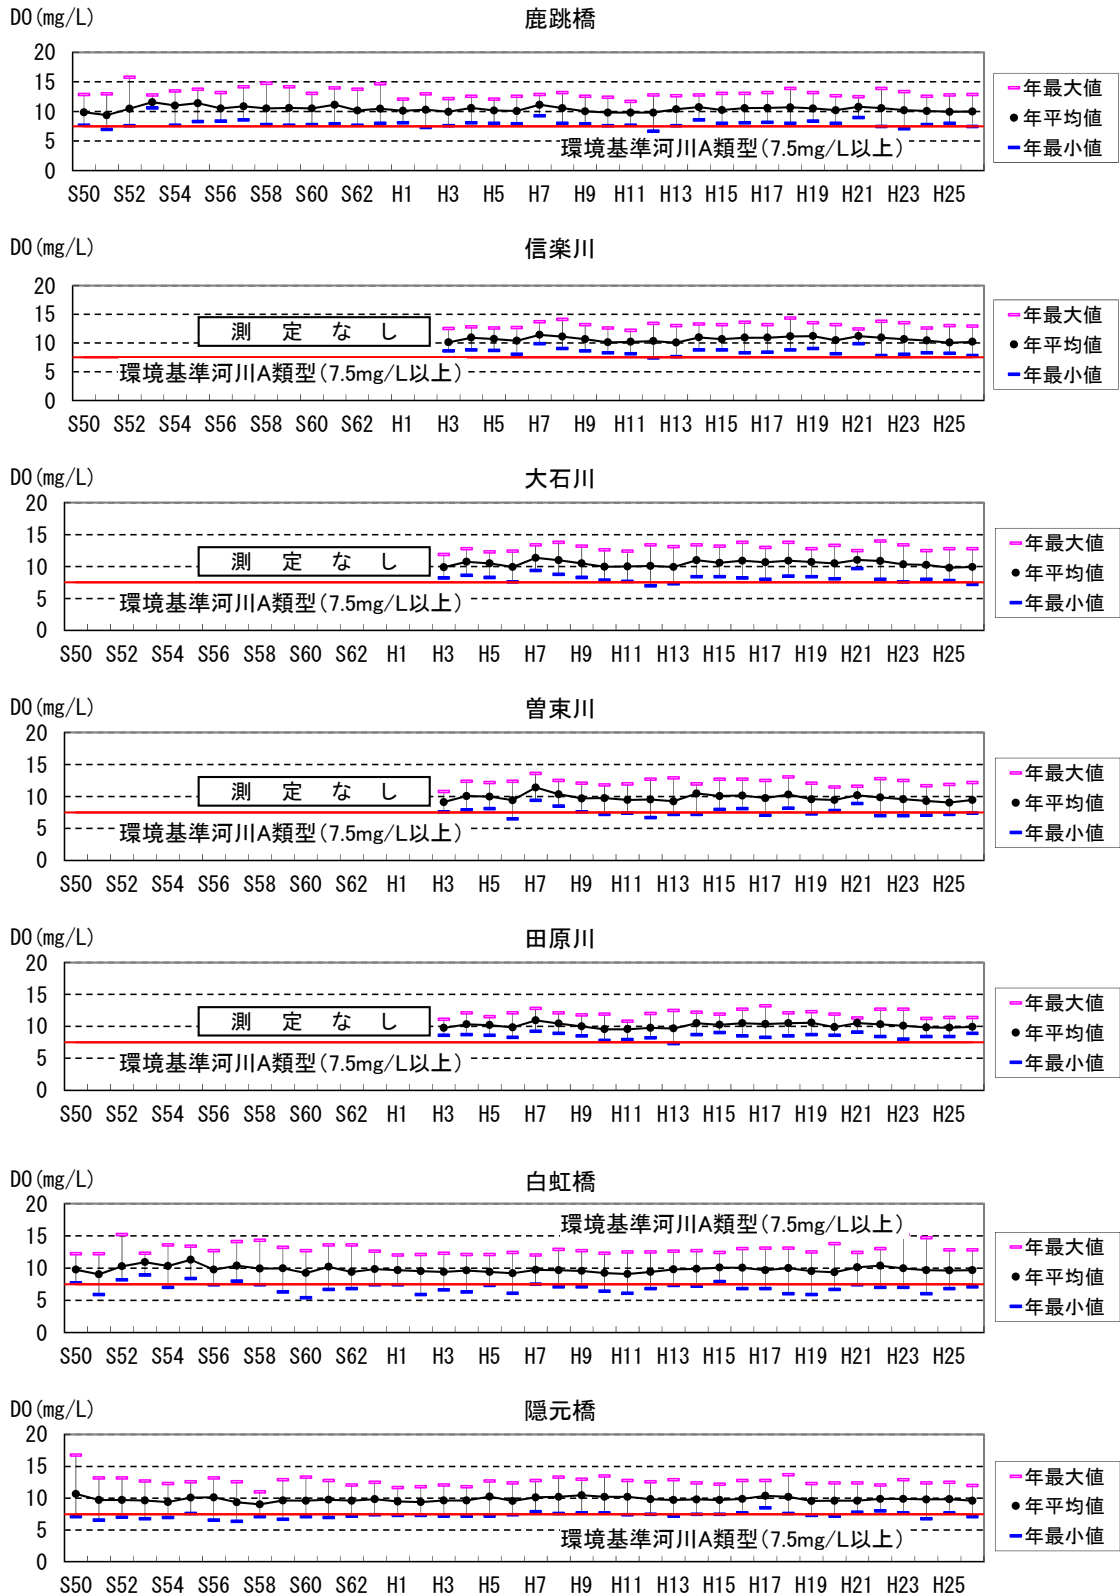 DO(mg/L)
鹿跳橋
20
15
10
5
0
環境基準河川A類型(7.5mg/L以上)
S50 S52 S54 S56 S58 S60 S62 H1 H3 H5 H7 H9 H11 H13 H15 H17 H19 H21 H23 H25
年最大値
年平均値
年最小値
DO(mg/L)
信楽川
20
15
10
5
0
測定なし
環境基準河川A類型(7.5mg/L以上)
S50 S52 S54 S56 S58 S60 S62 H1 H3 H5 H7 H9 H11 H13 H15 H17 H19 H21 H23 H25
年最大値
年平均値
年最小値
DO(mg/L)
大石川
20
15
10
5
0
測定なし
環境基準河川A類型(7.5mg/L以上)
S50 S52 S54 S56 S58 S60 S62 H1 H3 H5 H7 H9 H11 H13 H15 H17 H19 H21 H23 H25
年最大値
年平均値
年最小値
DO(mg/L)
曽束川
20
15
10
5
0
測定なし
環境基準河川A類型(7.5mg/L以上)
S50 S52 S54 S56 S58 S60 S62 H1 H3 H5 H7 H9 H11 H13 H15 H17 H19 H21 H23 H25
年最大値
年平均値
年最小値
DO(mg/L)
田原川
20
15
10
5
0
測定なし
環境基準河川A類型(7.5mg/L以上)
S50 S52 S54 S56 S58 S60 S62 H1 H3 H5 H7 H9 H11 H13 H15 H17 H19 H21 H23 H25
年最大値
年平均値
年最小値
DO(mg/L)
白虹橋
20
15
10
5
0
環境基準河川A類型(7.5mg/L以上)
S50 S52 S54 S56 S58 S60 S62 H1 H3 H5 H7 H9 H11 H13 H15 H17 H19 H21 H23 H25
年最大値
年平均値
年最小値
DO(mg/L)
隠元橋
20
15
10
5
0
環境基準河川A類型(7.5mg/L以上)
S50 S52 S54 S56 S58 S60 S62 H1 H3 H5 H7 H9 H11 H13 H15 H17 H19 H21 H23 H25
年最大値
年平均値
年最小値